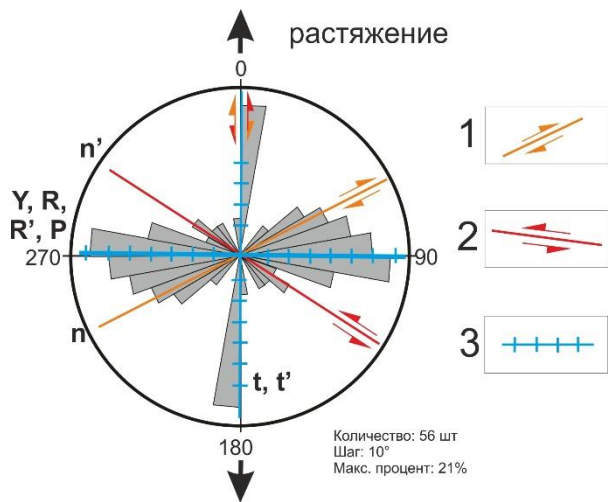 растяжение
0
n'
1
Y, R,
R', P
270
90
2
n
3
t, t'
180
Количество: 56 шт
Шаг: 10°
Макс. процент: 21%